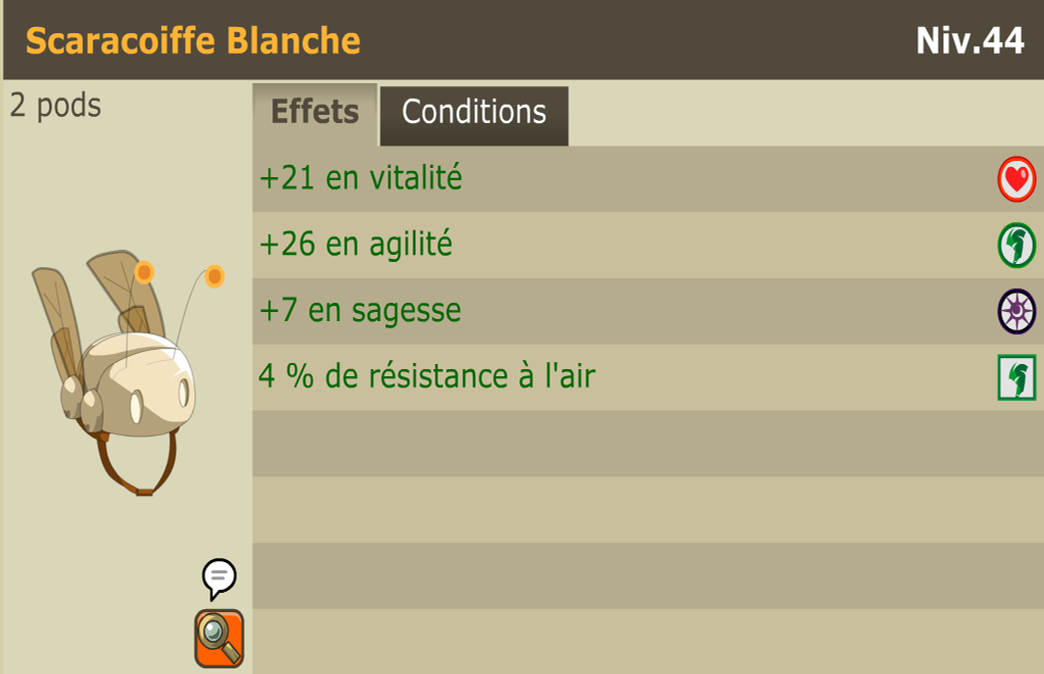 Scaracoiffe Blanche
Niv.44
2 pods
Effets
Conditions
+21 en vitalité
+26 en agilité
+7 en sagesse
4 % de résistance à l'air